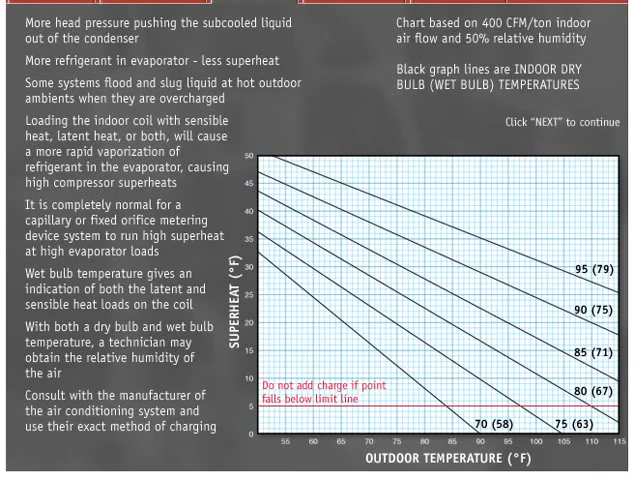 More head pressure pushing the subcooled liquid
out of the condenser
More refrigerant in evaporator - less superheat
Some systems flood and slug liquid at hot outdoor
ambients when they are overcharged
Loading the indoor coil with sensible
heat, latent heat, or both, will cause
a more rapid vaporization of
refrigerant in the evaporator, causing
high compressor superheats
It is completely normal for a
capillary or fixed orifice metering
device system to run high superheat
at high evaporator loads
Wet bulb temperature gives an
indication of both the latent and
sensible heat loads on the coil
With both a dry bulb and wet bulb
temperature, a technician may
obtain the relative humidity of
the air
Consult with the manufacturer of
the air conditioning system and
use their exact method of charging
Chart based on 400 CFM/ton indoor
air flow and 50% relative humidity
Black graph lines are INDOOR DRY
BULB (WET BULB) TEMPERATURES
Click “NEXT” to continue
SUPERHEAT (°F)
50
45
40
35
30
25
20
15
10
5
0
95 (79)
90 (75)
85 (71)
80 (67)
Do not add charge if point
falls below limit line
70 (58)
75 (63)
55 60 65 70 75 80 85 90 95 100 105 110 115
OUTDOOR TEMPERATURE (°F)